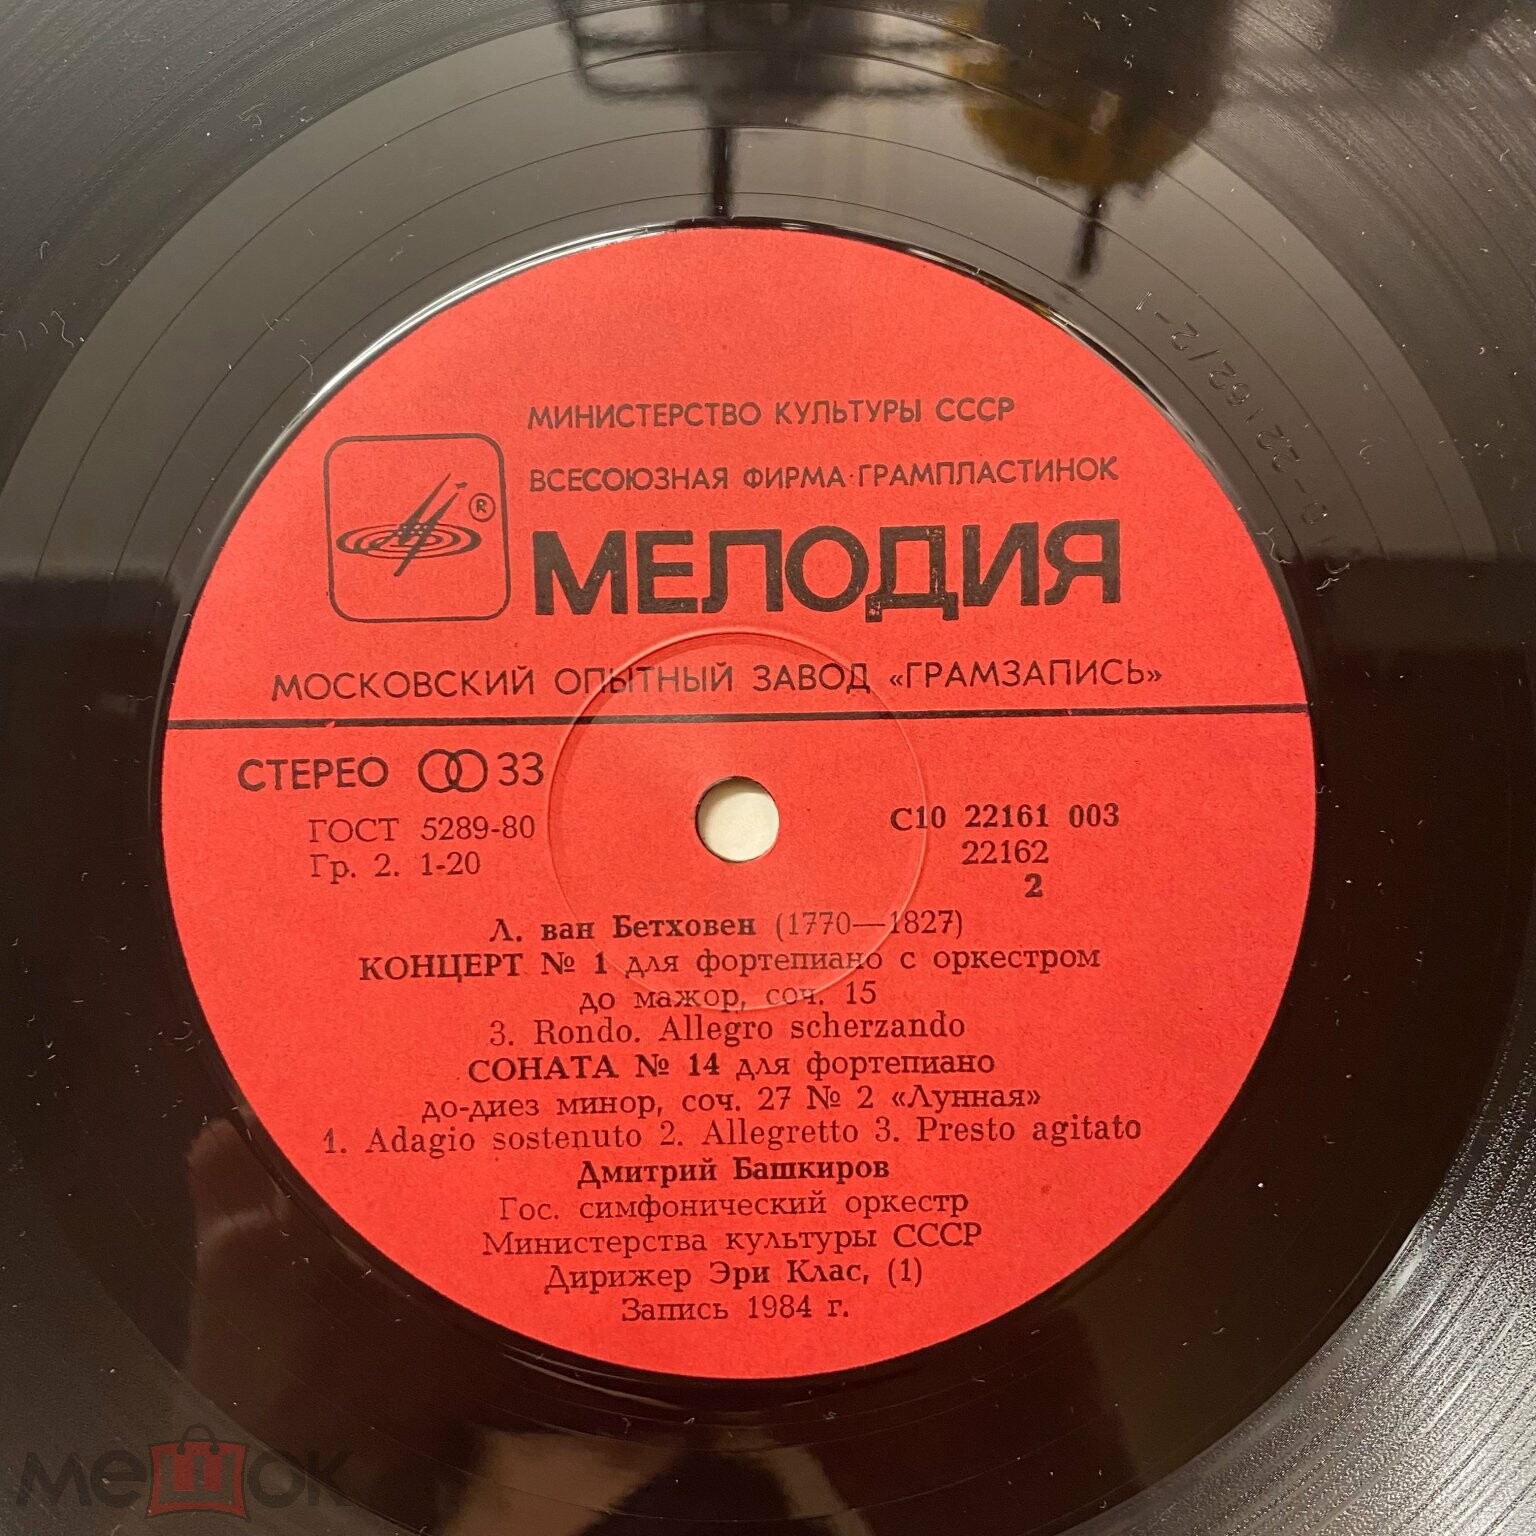 МИНИСТЕРСТВО КУЛЬТУРЫ СССР
ВСЕСОЮЗНАЯ ФИРМА·ГРАМПЛАСТИНОК
®
МЕЛОДИЯ
МОСКОВСКИЙ ОПЫТНЫЙ ЗАВОД «ГРАМЗАПИСЬ»
СТЕРЕО 33
ГОСТ 5289-80
Гр. 2. 1-20
С10 22161 003
22162
2
Л. ван Бетховен (1770—1827)
КОНЦЕРТ № 1 для фортепиано с оркестром
до мажор, соч. 15
3. Rondo. Allegro scherzando
СОНАТА № 14 для фортепиано
до-диез минор, соч. 27 № 2 «Лунная»
1. Adagio sostenuto 2. Allegretto 3. Presto agitato
Дмитрий Башкиров
Гос. симфонический оркестр
Министерства культуры СССР
Дирижер Эри Клас, (1)
Запись 1984 г.
мешок